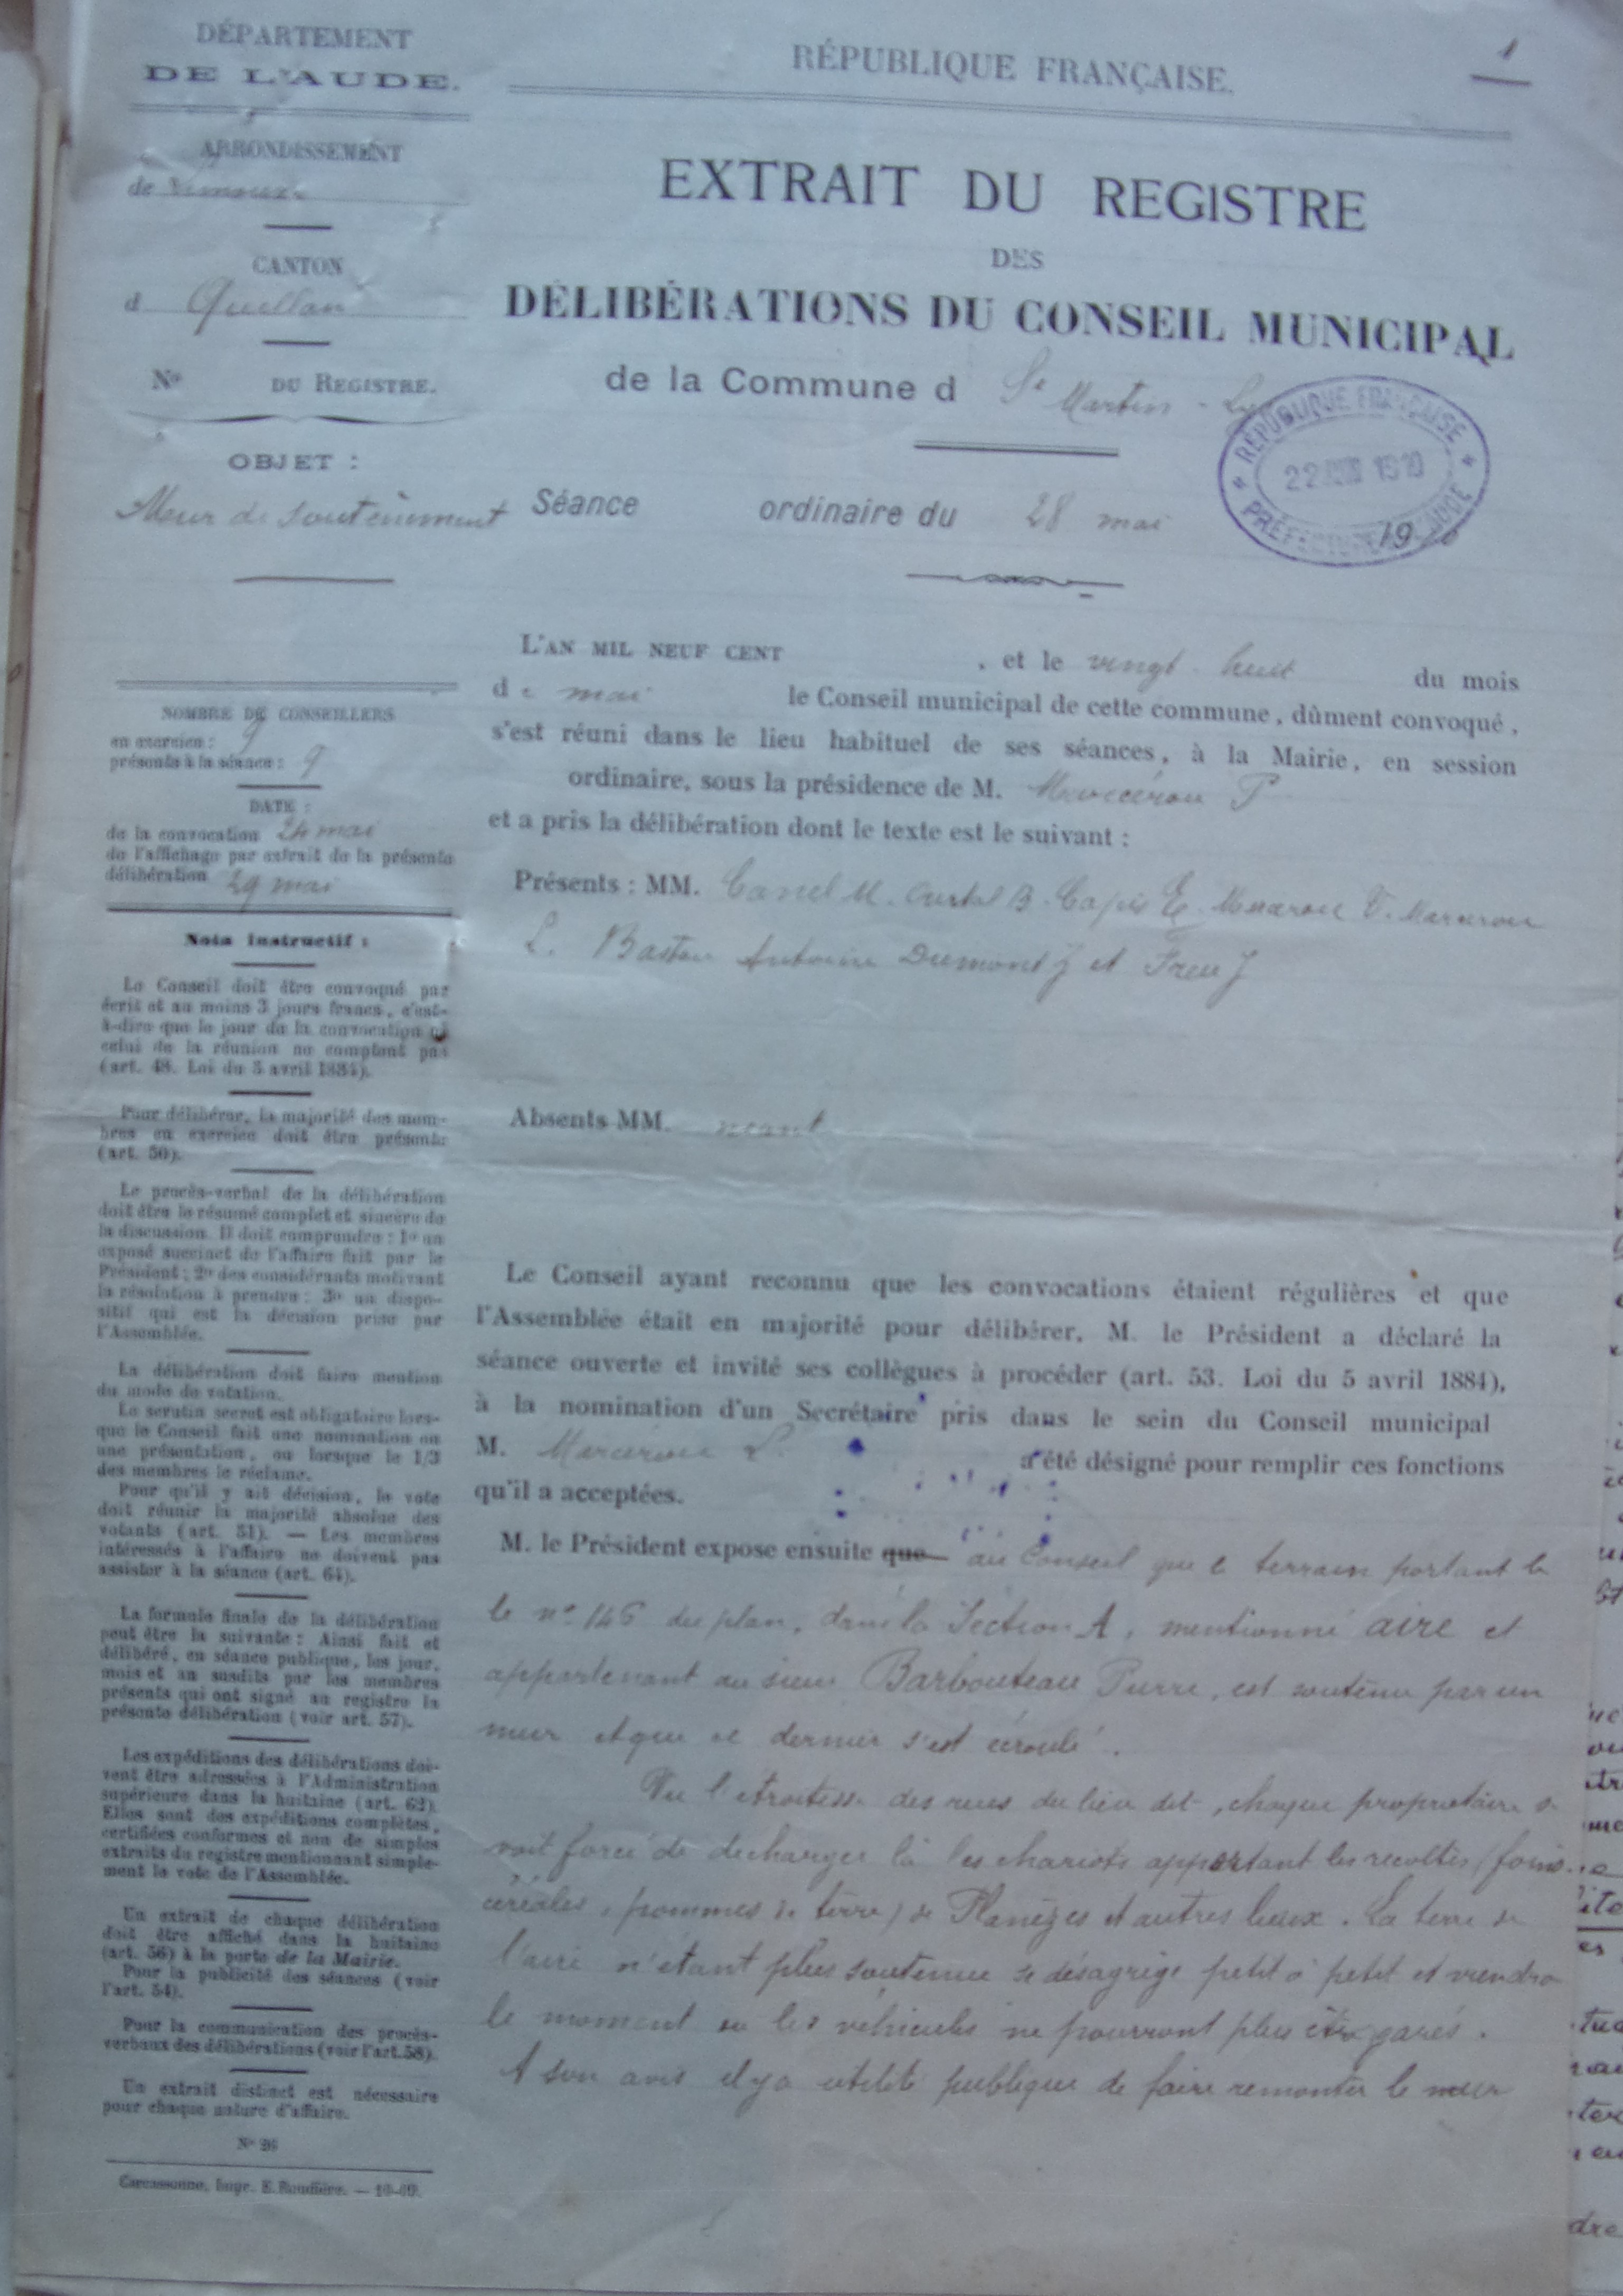 DÉPARTEMENT
DE L'AUDE.
ARRONDISSEMENT
de Limoux
CANTON
d Quillan
No DU REGISTRE.
OBJET :
Mur de soutènement
NOMBRE DE CONSEILLERS
en exercice : 9
présents à la séance : 9
DATE :
de la convocation 24 mai
de l'affichage par extrait de la présente
délibération 29 mai
Nota instructif :
Le Conseil doit être convoqué par
écrit et au moins 3 jours francs, c'est-
à-dire que le jour de la convocation ni
celui de la réunion ne comptent pas
(art. 48. Loi du 5 avril 1884).
Pour délibérer, la majorité des mem-
bres en exercice doit être présente
(art. 50).
Le procès-verbal de la délibération
doit être le résumé complet et sincère de
la discussion. Il doit comprendre : 1o un
exposé succinct de l'affaire fait par le
Président ; 2o des considérants motivant
la résolution à prendre ; 3o un dispo-
sitif qui est la décision prise par
l'Assemblée.
La délibération doit faire mention
du mode de votation.
Le scrutin secret est obligatoire lors-
que le Conseil fait une nomination ou
une présentation, ou lorsque le 1/3
des membres le réclame.
Pour qu'il y ait décision, le vote
doit réunir la majorité absolue des
votants (art. 51). — Les membres
intéressés à l'affaire ne doivent pas
assister à la séance (art. 64).
La formule finale de la délibération
peut être la suivante : Ainsi fait et
délibéré, en séance publique, les jour,
mois et an susdits par les membres
présents qui ont signé au registre la
présente délibération (voir art. 57).
Les expéditions des délibérations doi-
vent être adressées à l'Administration
supérieure dans la huitaine (art. 62).
Elles sont des expéditions complètes,
certifiées conformes et non de simples
extraits du registre mentionnant simple-
ment le vote de l'Assemblée.
Un extrait de chaque délibération
doit être affiché dans la huitaine
(art. 56) à la porte de la Mairie.
Pour la publicité des séances (voir
l'art. 54).
Pour la communication des procès-
verbaux des délibérations (voir l'art. 58).
Un extrait distinct est nécessaire
pour chaque nature d'affaire.
Carcassonne, Impr. E. Roudière.
1
RÉPUBLIQUE FRANÇAISE.
EXTRAIT DU REGISTRE
DES
DÉLIBÉRATIONS DU CONSEIL MUNICIPAL
de la Commune d St Martin - Lys
RÉPUBLIQUE FRANÇAISE
22 1910
PRÉFECTURE DE L'AUDE
Séance ordinaire du 28 mai 1910
L'AN MIL NEUF CENT , et le vingt huit du mois
de mai le Conseil municipal de cette commune, dûment convoqué,
s'est réuni dans le lieu habituel de ses séances, à la Mairie, en session
ordinaire, sous la présidence de M. Marcerou P
et a pris la délibération dont le texte est le suivant :
Présents : MM. Canel M. B. E. Marcerou
L. Antoine Dumont J et J
Absents MM. néant
Le Conseil ayant reconnu que les convocations étaient régulières et que
l'Assemblée était en majorité pour délibérer, M. le Président a déclaré la
séance ouverte et invité ses collègues à procéder (art. 53. Loi du 5 avril 1884),
à la nomination d'un Secrétaire pris dans le sein du Conseil municipal
M. Marcerou L. a été désigné pour remplir ces fonctions
qu'il a acceptées.
M. le Président expose ensuite que au Conseil que le terrain portant le
le no 146 du plan, dans la Section A, mentionné aire et
appartenant au sieur Barbouteau Pierre, est soutenu par un
mur et que ce dernier s'est écroulé.
Vu l'étroitesse des rues du lieu dit, chaque propriétaire se
voit forcé de décharger là les chariots apportant les récoltes (foins
céréales, pommes de terre) de Planèzes et autres lieux. La terre de
l'aire n'étant plus soutenue se désagrège petit à petit et viendra
le moment où les véhicules ne pourront plus être garés.
A son avis il y a utilité publique de faire remonter le mur